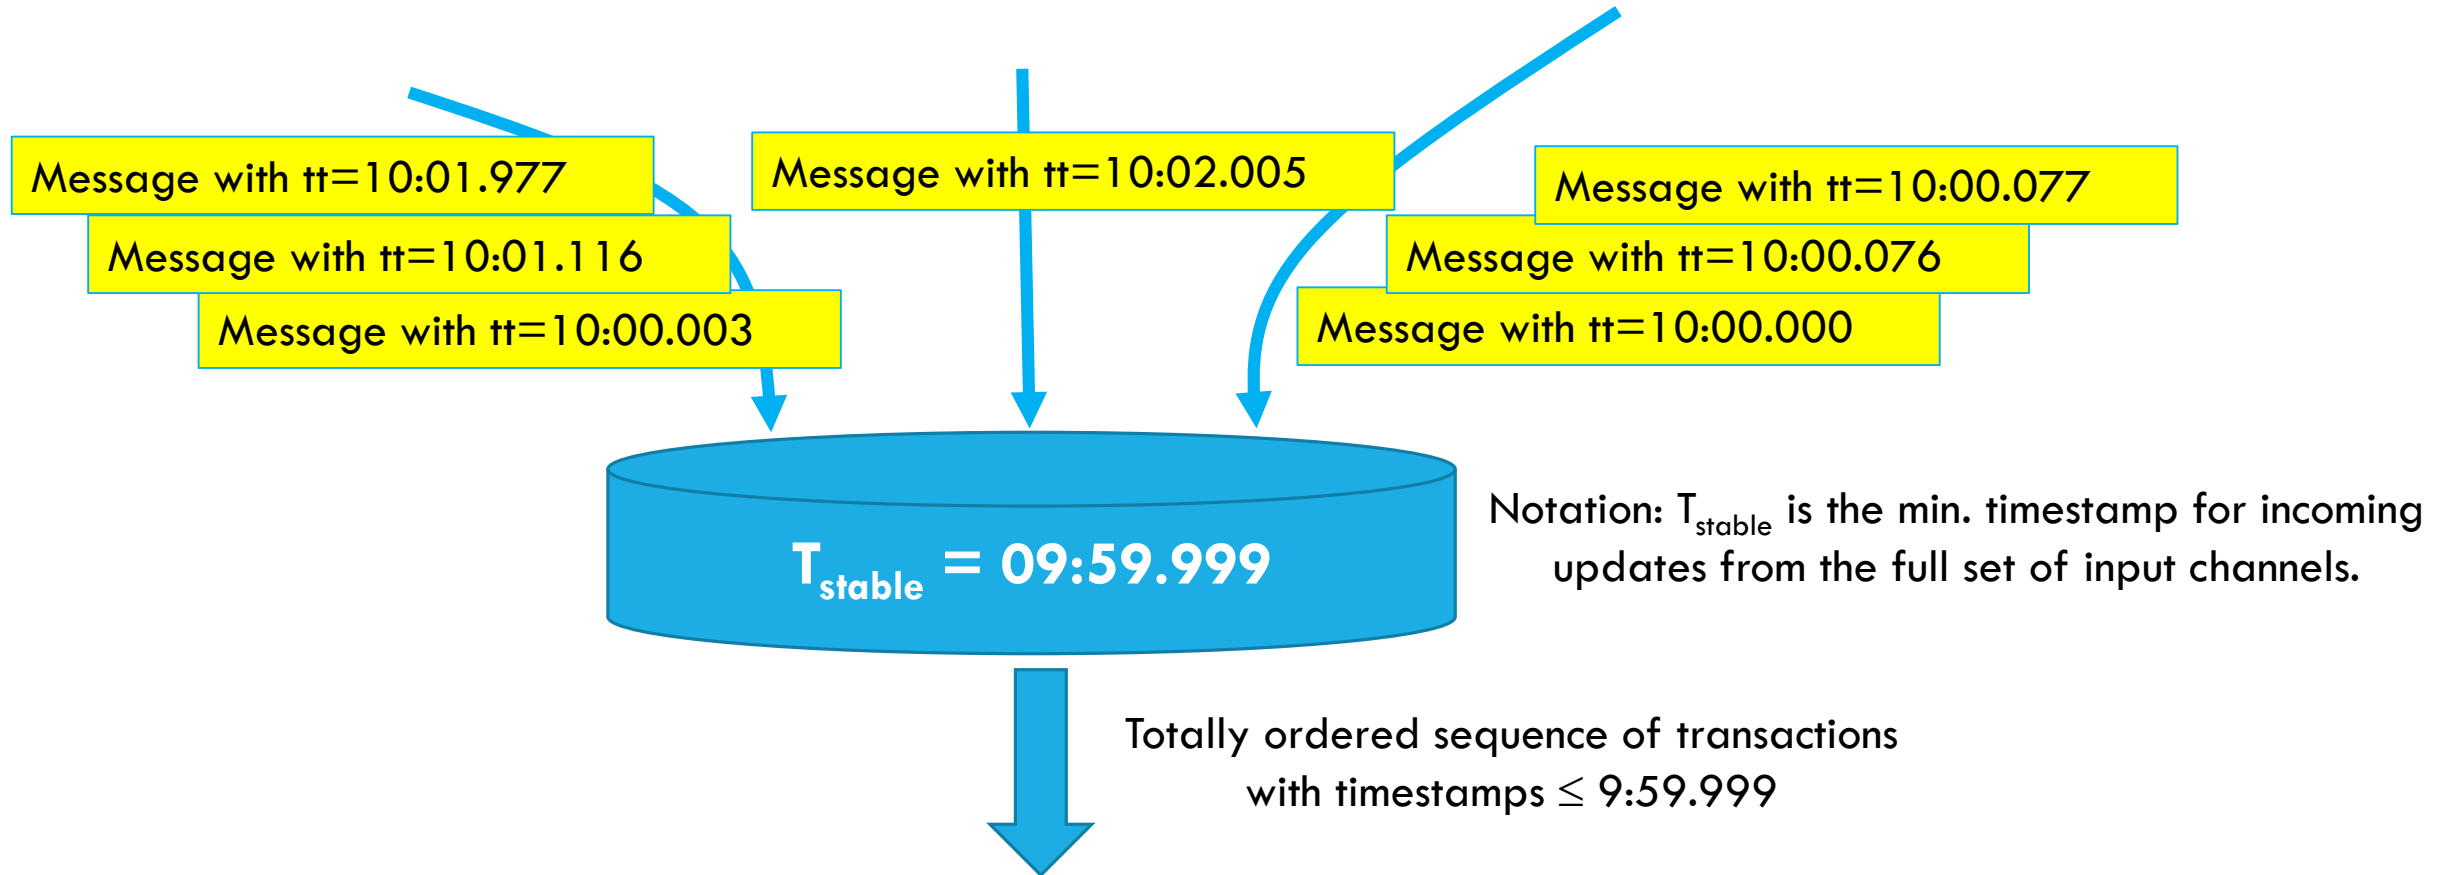 Message with tt=10:01.977
Message with tt=10:01.116
Message with tt=10:00.003
Message with tt=10:02.005
Message with tt=10:00.077
Message with tt=10:00.076
Message with tt=10:00.000
T_stable = 09:59.999
Notation: T_stable is the min. timestamp for incoming
updates from the full set of input channels.
Totally ordered sequence of transactions
with timestamps ≤ 9:59.999